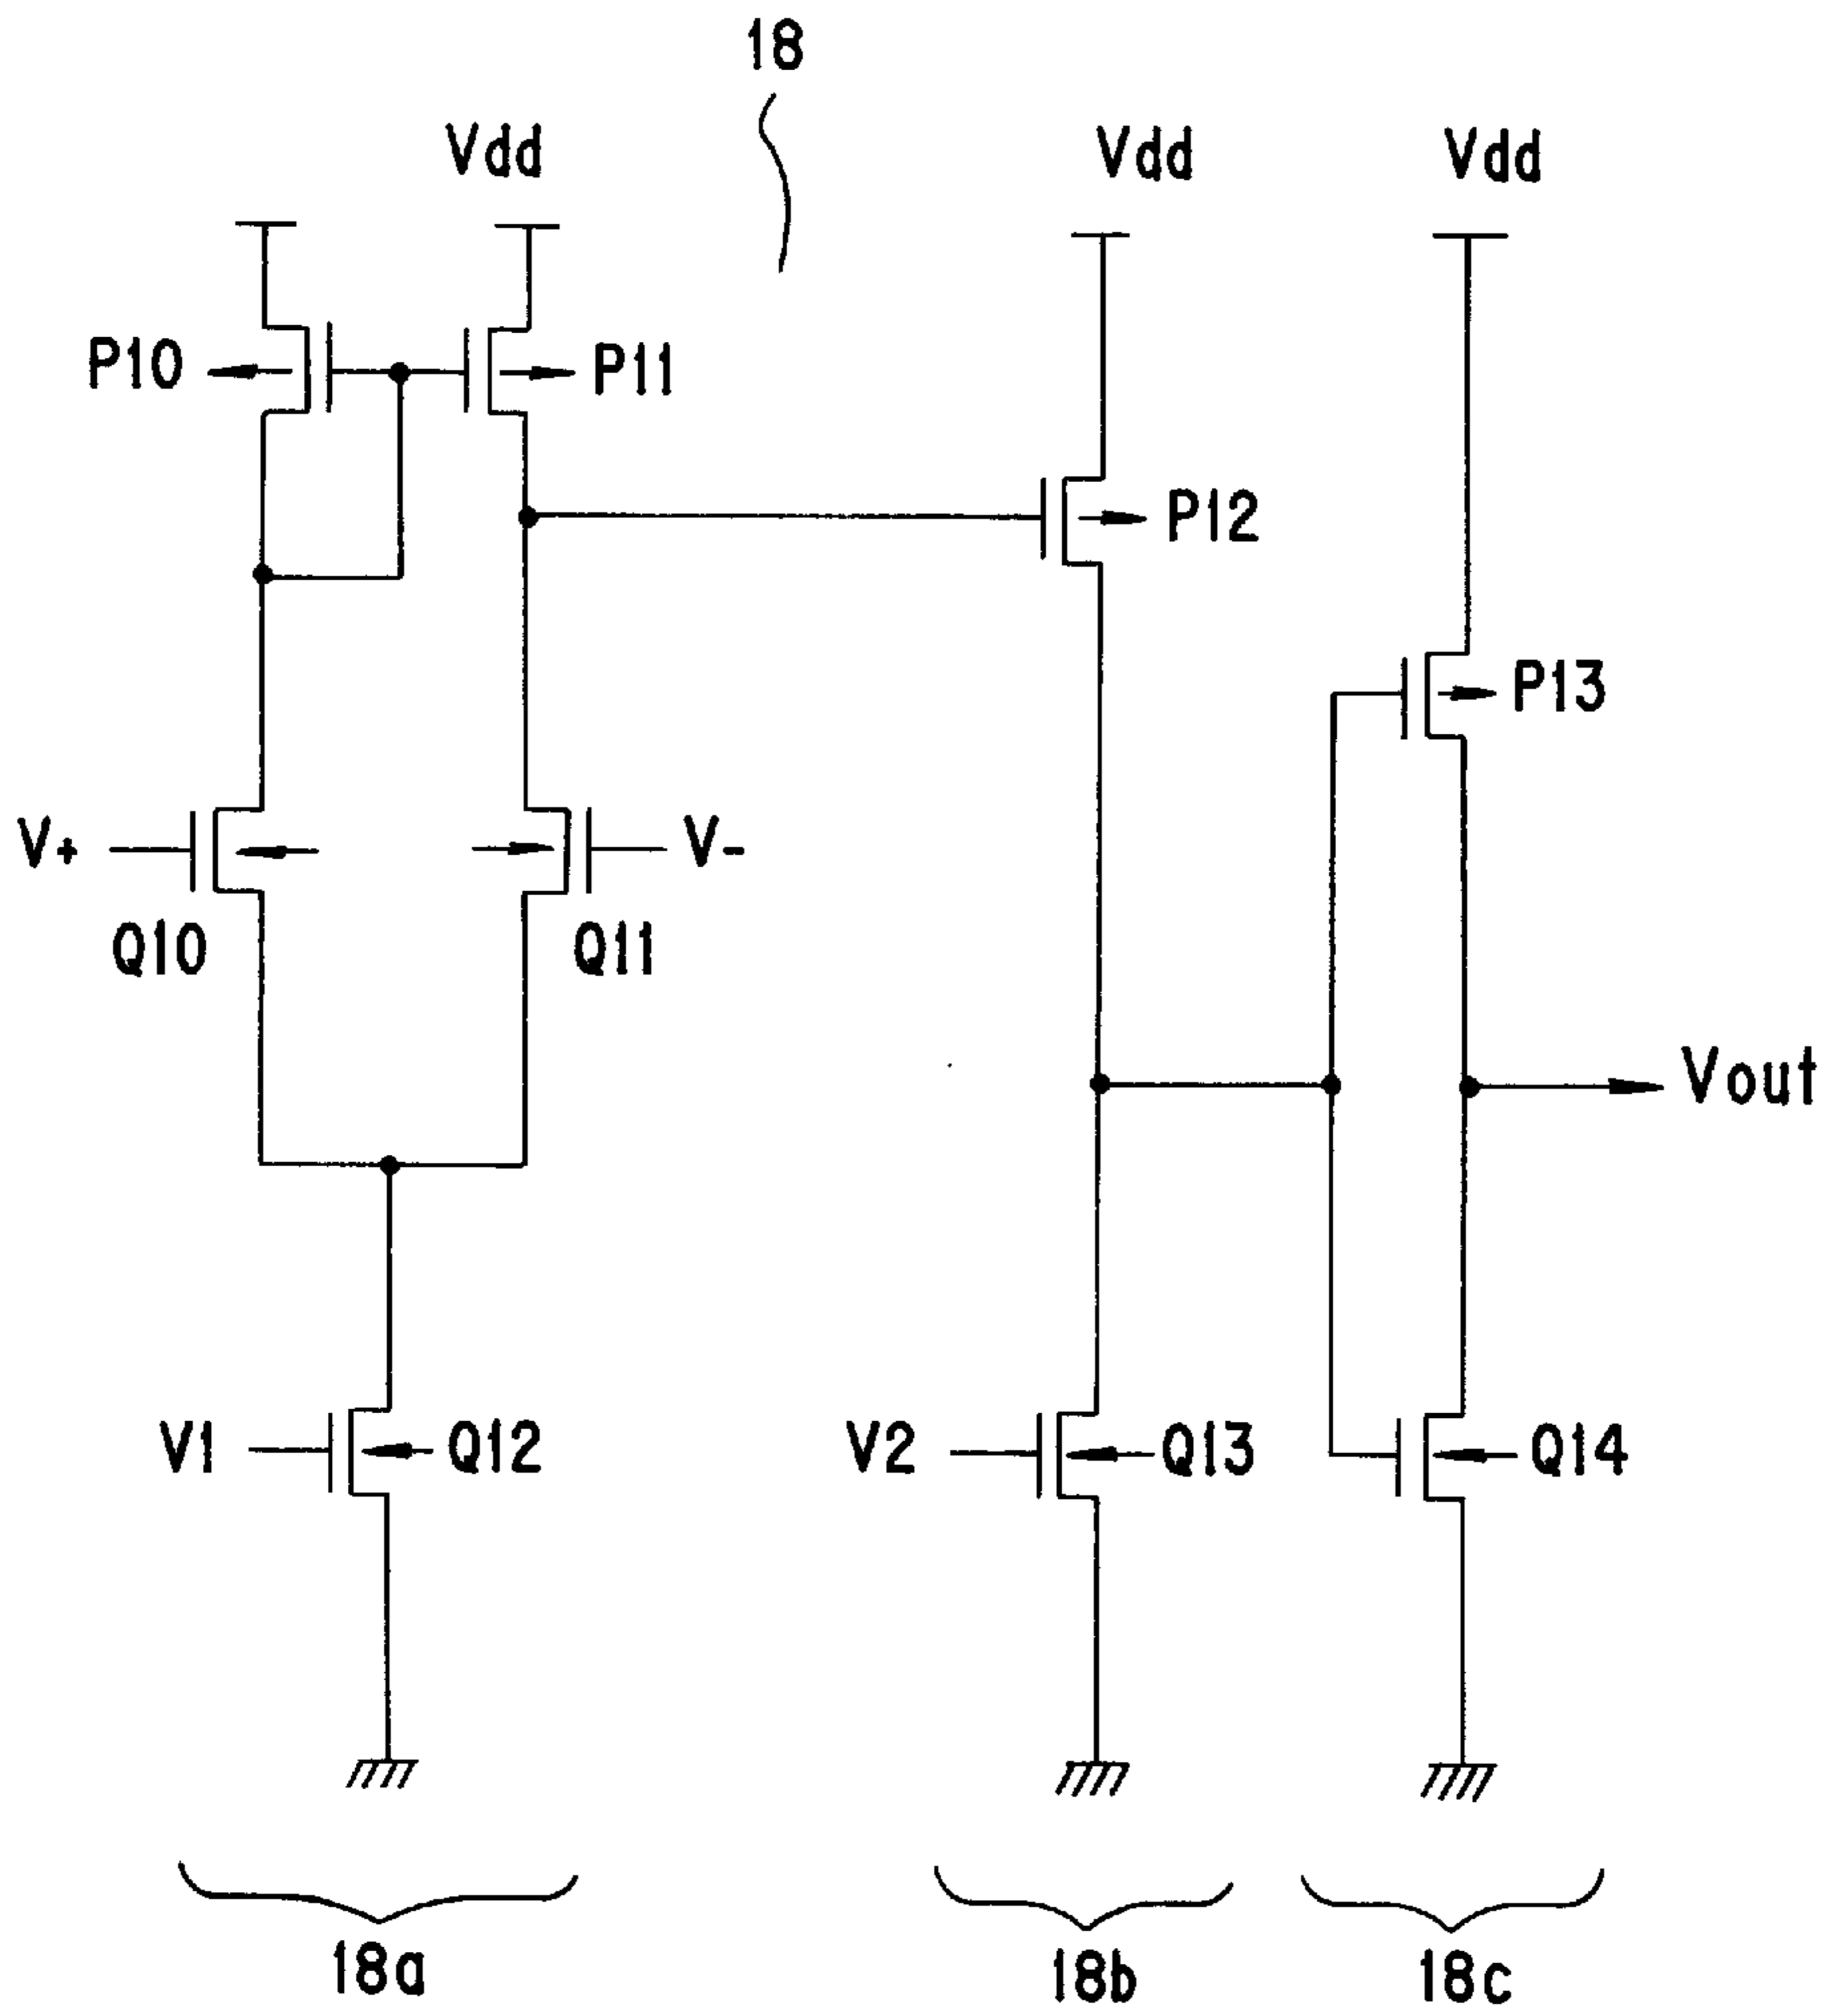 18
Vdd Vdd Vdd
P10 P11
P12
P13
V+ V-
Q10 Q11
Vout
V1 Q12 V2 Q13 Q14
18a 18b 18c